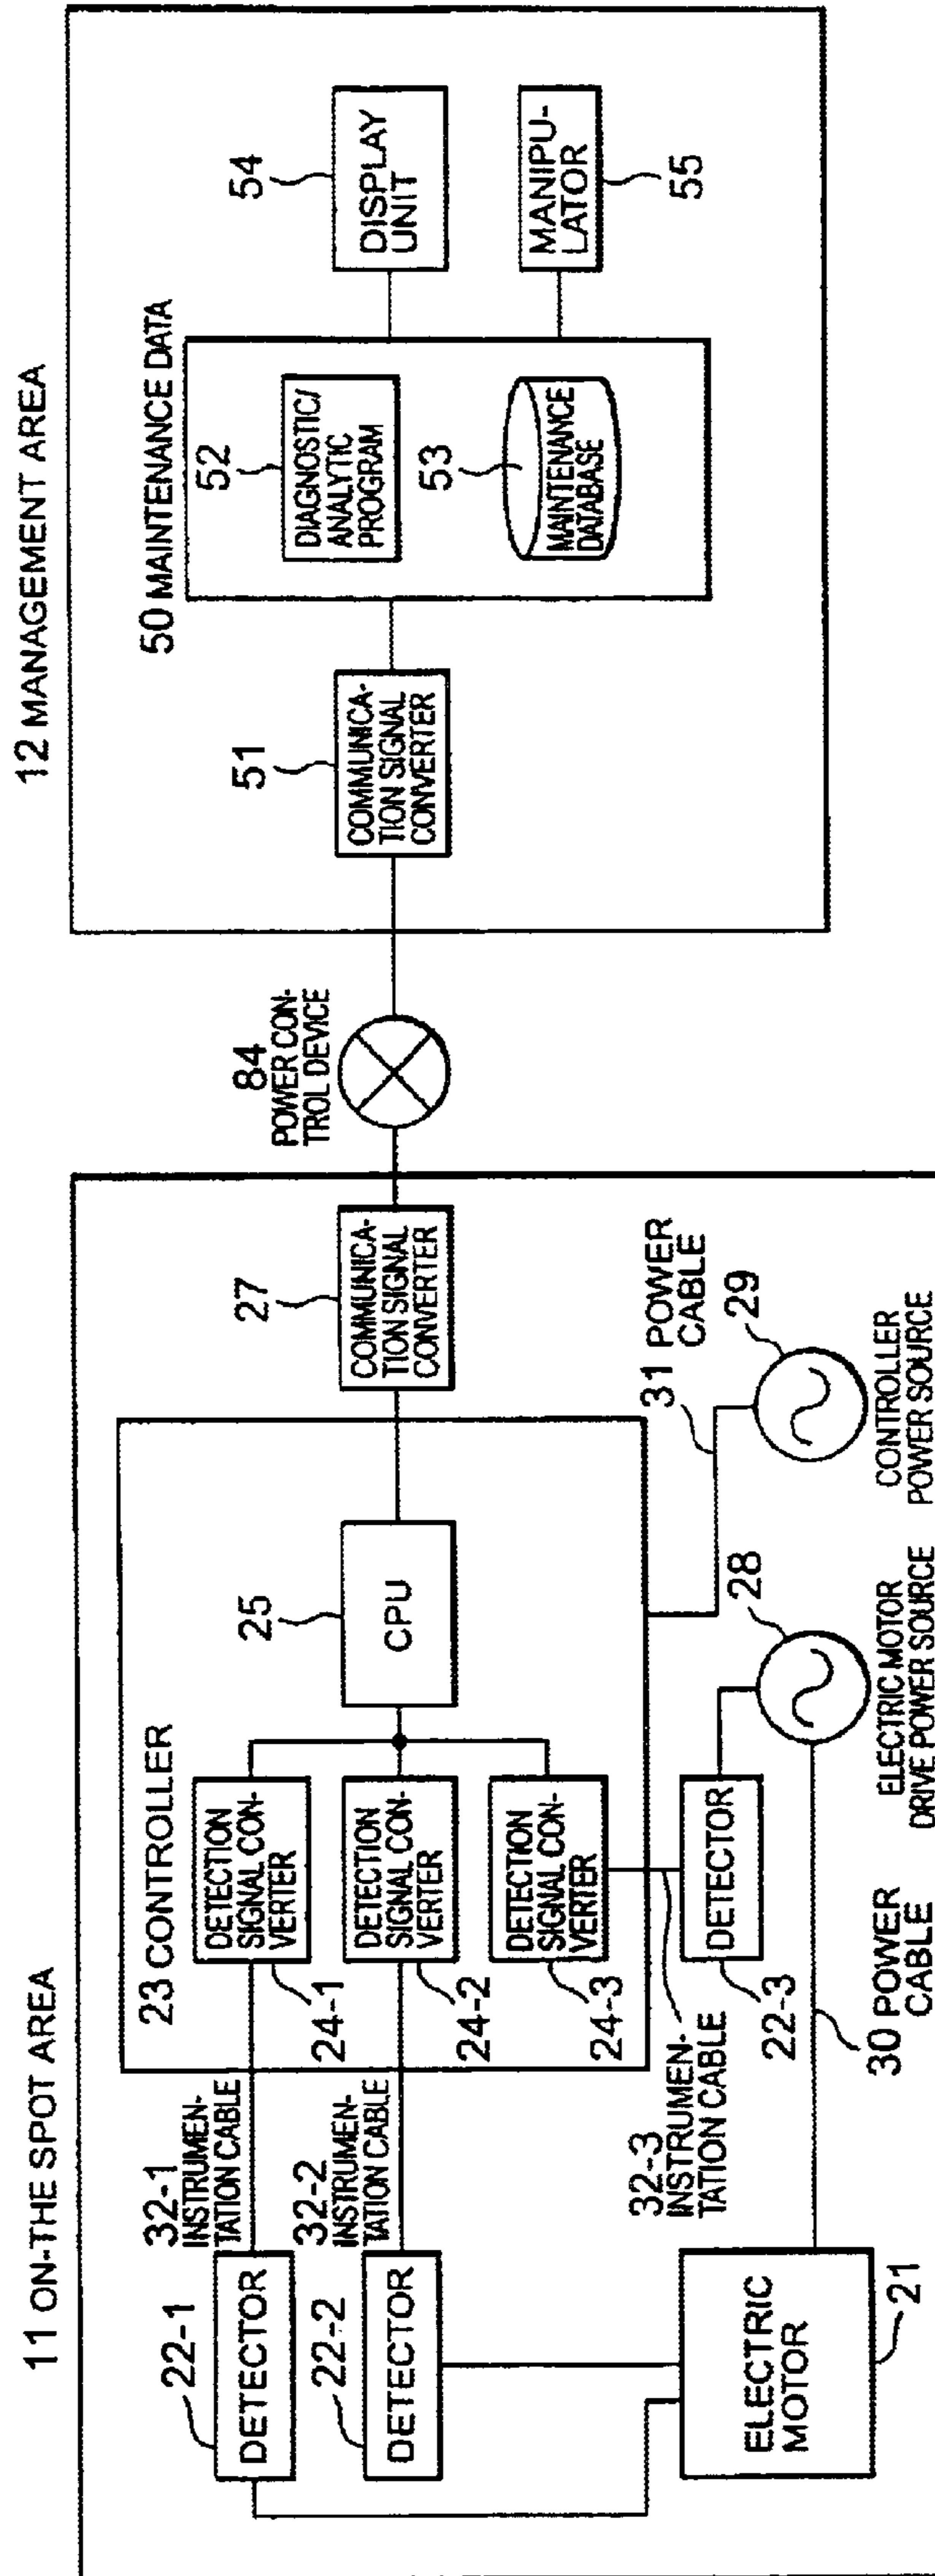 11 ON-THE SPOT AREA
22-1
DETECTOR
32-1
INSTRUMEN-
TATION CABLE
22-2
DETECTOR
32-2
INSTRUMEN-
TATION CABLE
ELECTRIC
MOTOR
21
23 CONTROLLER
DETECTION
SIGNAL CON-
VERTER
24-1
DETECTION
SIGNAL CON-
VERTER
24-2
DETECTION
SIGNAL CON-
VERTER
24-3
32-3
INSTRUMEN-
TATION CABLE
DETECTOR
22-3
30 POWER
CABLE
25
CPU
28
ELECTRIC MOTOR
DRIVE POWER SOURCE
31 POWER
CABLE
29
CONTROLLER
POWER SOURCE
27
COMMUNICA-
TION SIGNAL
CONVERTER
84
POWER CON-
TROL DEVICE
12 MANAGEMENT AREA
51
COMMUNICA-
TION SIGNAL
CONVERTER
50 MAINTENANCE DATA
52
DIAGNOSTIC/
ANALYTIC
PROGRAM
53
MAINTENANCE
DATABASE
54
DISPLAY
UNIT
MANIPU-
LATOR
55